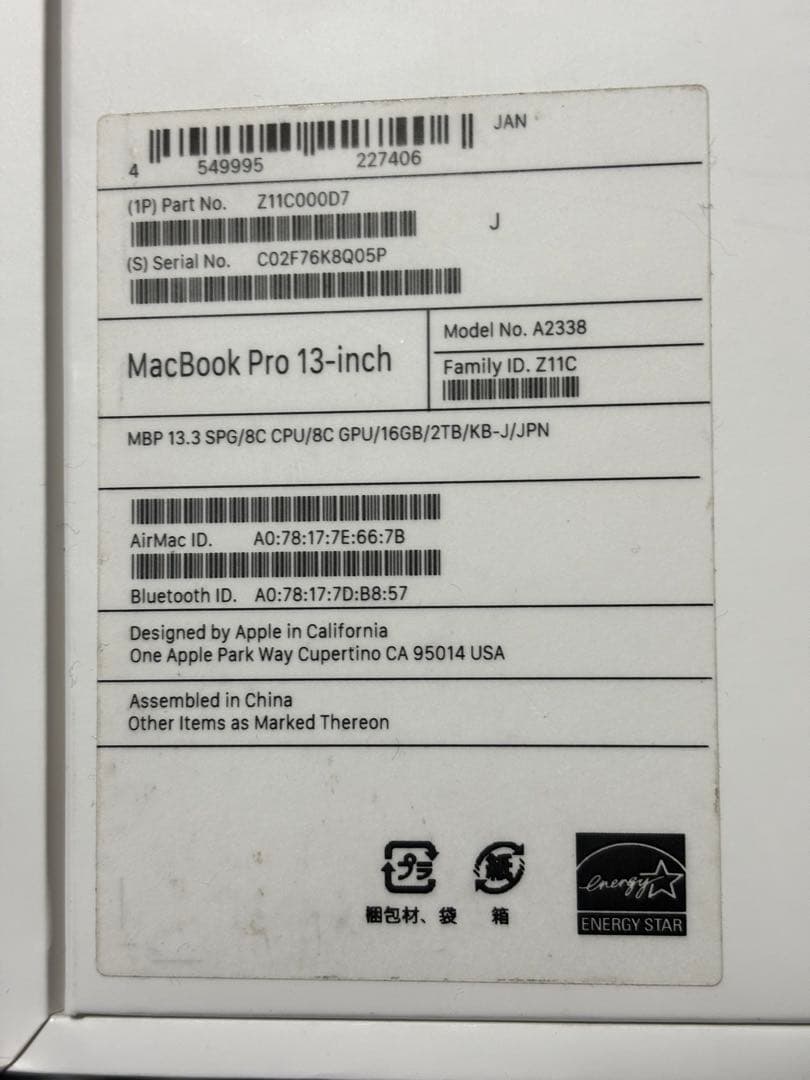 JAN
4 549995 227406
(1P) Part No. Z11C000D7
J
(S) Serial No. C02F76K8Q05P
MacBook Pro 13-inch
Model No. A2338
Family ID. Z11C
MBP 13.3 SPG/8C CPU/8C GPU/16GB/2TB/KB-J/JPN
AirMac ID. A0:78:17:7E:66:7B
Bluetooth ID. A0:78:17:7D:B8:57
Designed by Apple in California
One Apple Park Way Cupertino CA 95014 USA
Assembled in China
Other Items as Marked Thereon
プラ 紙 energy
梱包材、袋 箱 ENERGY STAR